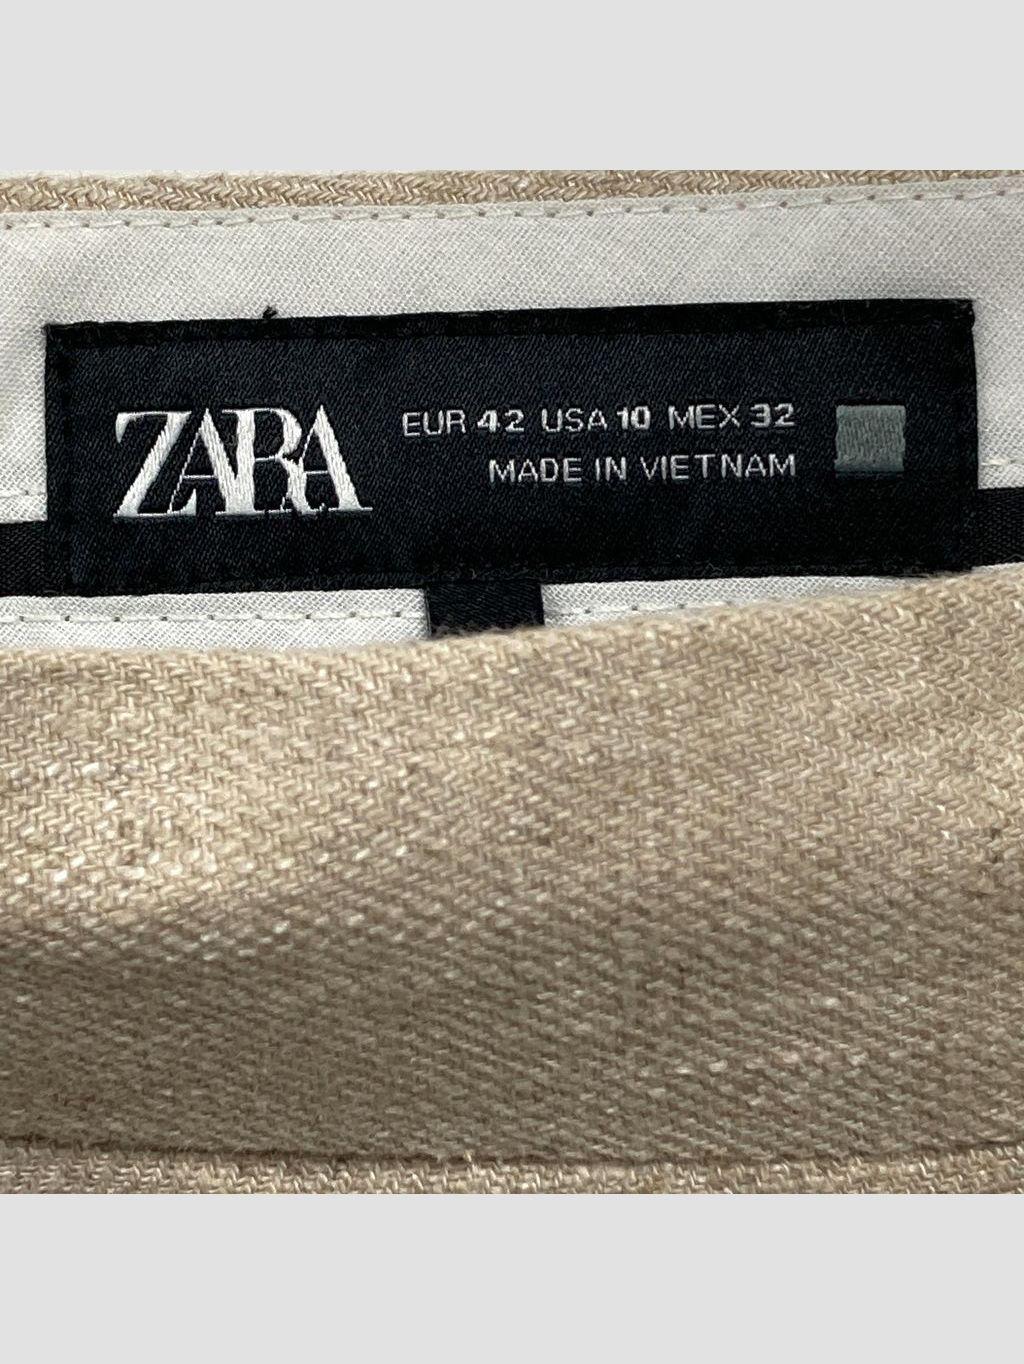 ZARA
EUR 42 USA 10 MEX 32
MADE IN VIETNAM